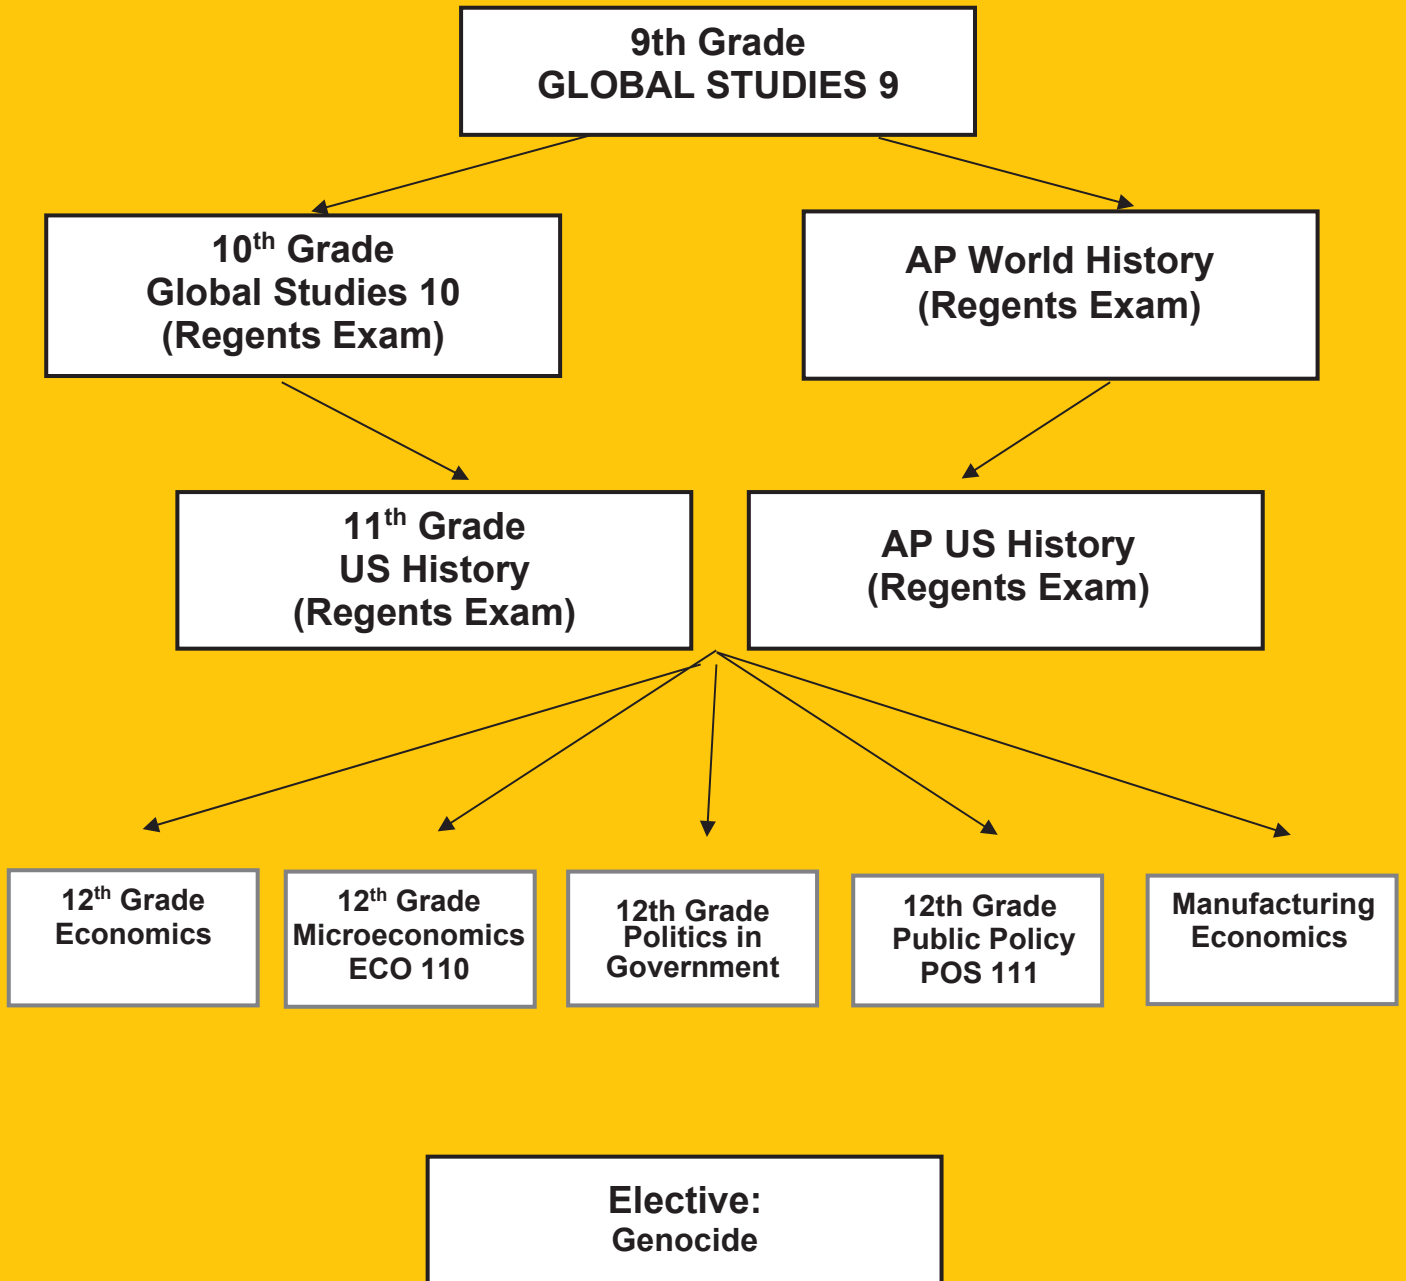 9th Grade
GLOBAL STUDIES 9
10th Grade
Global Studies 10
(Regents Exam)
AP World History
(Regents Exam)
11th Grade
US History
(Regents Exam)
AP US History
(Regents Exam)
12th Grade
Economics
12th Grade
Microeconomics
ECO 110
12th Grade
Politics in
Government
12th Grade
Public Policy
POS 111
Manufacturing
Economics
Elective:
Genocide